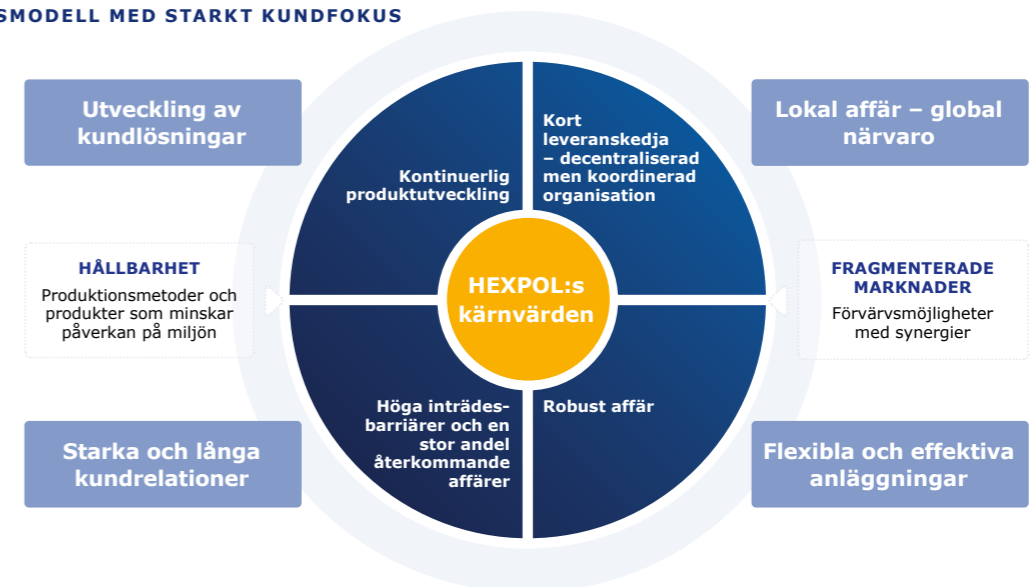 SMODELL MED STARKT KUNDFOKUS
Utveckling av
kundlösningar
Lokal affär – global
närvaro
Kontinuerlig
produktutveckling
Kort
leveranskedja
– decentraliserad
men koordinerad
organisation
HÅLLBARHET
Produktionsmetoder och
produkter som minskar
påverkan på miljön
HEXPOL:s
kärnvärden
FRAGMENTERADE
MARKNADER
Förvärvsmöjligheter
med synergier
Höga inträdes-
barriärer och en
stor andel
återkommande
affärer
Robust affär
Starka och långa
kundrelationer
Flexibla och effektiva
anläggningar